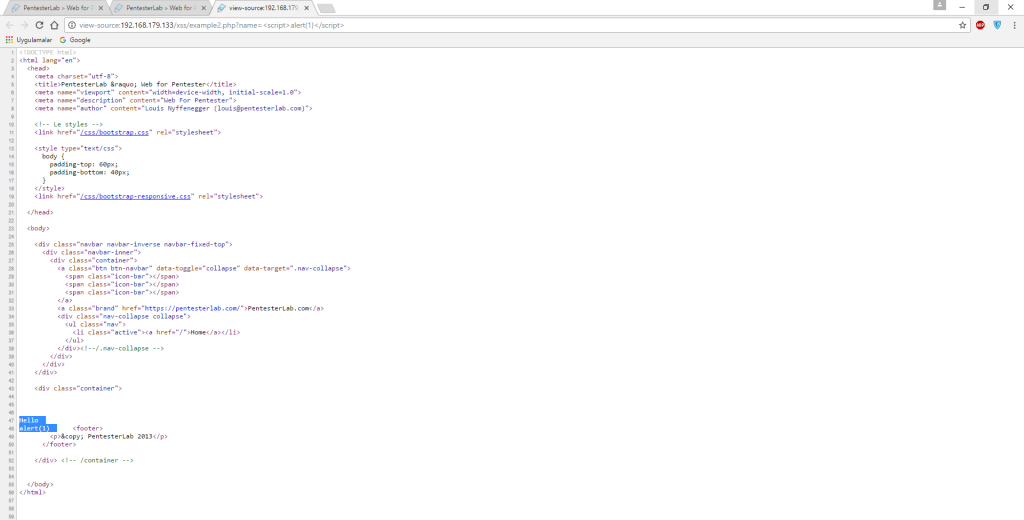 PentesterLab » Web for P
PentesterLab » Web for P
view-source:192.168.179
view-source:192.168.179.133/xss/example2.php?name=<script>alert(1)</script>
Uygulamalar
Google
1 <!DOCTYPE html>
2 <html lang="en">
3 <head>
4 <meta charset="utf-8">
5 <title>PentesterLab &raquo; Web for Pentester</title>
6 <meta name="viewport" content="width=device-width, initial-scale=1.0">
7 <meta name="description" content="Web For Pentester">
8 <meta name="author" content="Louis Nyffenegger (louis@pentesterlab.com)">
9
10 <!-- Le styles -->
11 <link href="/css/bootstrap.css" rel="stylesheet">
12
13 <style type="text/css">
14 body {
15 padding-top: 60px;
16 padding-bottom: 40px;
17 }
18 </style>
19 <link href="/css/bootstrap-responsive.css" rel="stylesheet">
20
21 </head>
22
23 <body>
24
25 <div class="navbar navbar-inverse navbar-fixed-top">
26 <div class="navbar-inner">
27 <div class="container">
28 <a class="btn btn-navbar" data-toggle="collapse" data-target=".nav-collapse">
29 <span class="icon-bar"></span>
30 <span class="icon-bar"></span>
31 <span class="icon-bar"></span>
32 </a>
33 <a class="brand" href="https://pentesterlab.com/">PentesterLab.com</a>
34 <div class="nav-collapse collapse">
35 <ul class="nav">
36 <li class="active"><a href="/">Home</a></li>
37 </ul>
38 </div><!--/.nav-collapse -->
39 </div>
40 </div>
41 </div>
42
43 <div class="container">
44
45
46
47 Hello
48 alert(1) <footer>
49 <p>&copy; PentesterLab 2013</p>
50 </footer>
51
52 </div> <!-- /container -->
53
54
55 </body>
56 </html>
57
58
59